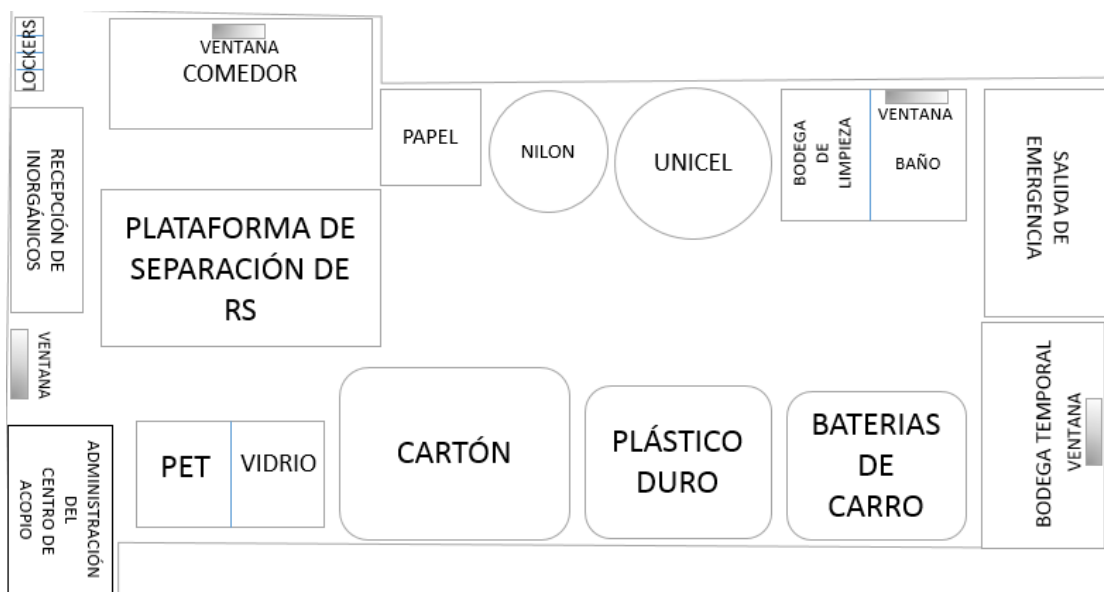 LOCKERS
VENTANA
COMEDOR
RECEPCIÓN DE
INORGÁNICOS
PAPEL
NILON
UNICEL
BODEGA
DE
LIMPIEZA
VENTANA
BAÑO
SALIDA DE
EMERGENCIA
PLATAFORMA DE
SEPARACIÓN DE
RS
VENTANA
ADMINISTRACIÓN
DEL
CENTRO DE
ACOPIO
PET
VIDRIO
CARTÓN
PLÁSTICO
DURO
BATERIAS
DE
CARRO
BODEGA TEMPORAL
VENTANA